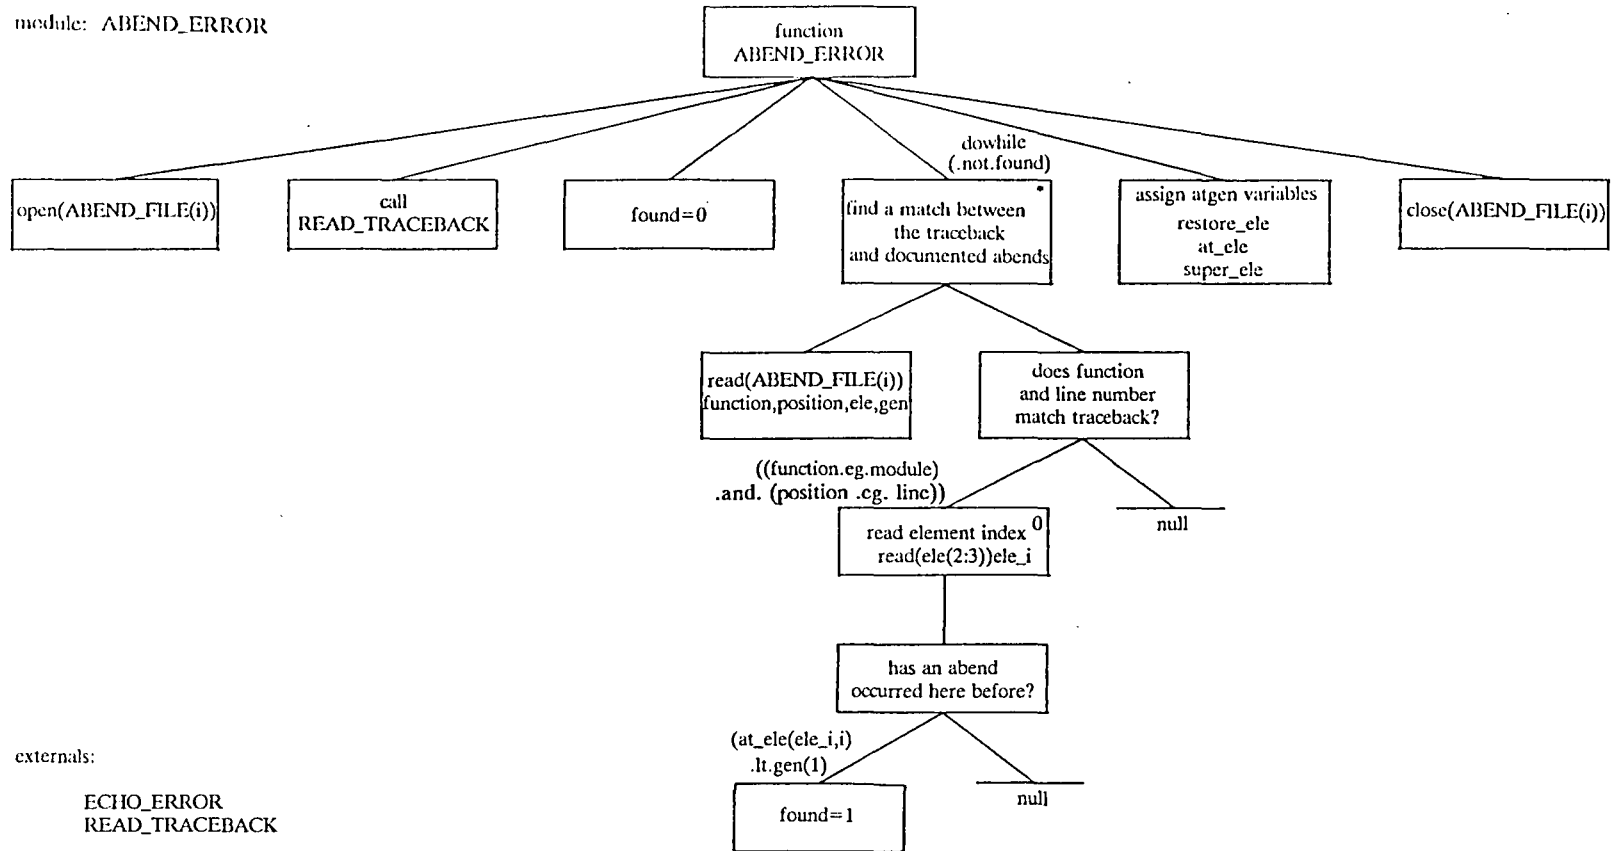 module: ABEND_ERROR
function
ABEND_ERROR
dowhile
(.not.found)
open(ABEND_FILE(i))
call
READ_TRACEBACK
found=0
*
find a match between
the traceback
and documented abends
assign atgen variables
restore_ele
at_ele
super_ele
close(ABEND_FILE(i))
read(ABEND_FILE(i))
function,position,ele,gen
does function
and line number
match traceback?
((function.eg.module)
.and. (position .eg. line))
read element index 0
read(ele(2:3))ele_i
null
has an abend
occurred here before?
(at_ele(ele_i,i)
.lt.gen(1)
found=1
null
externals:
ECHO_ERROR
READ_TRACEBACK